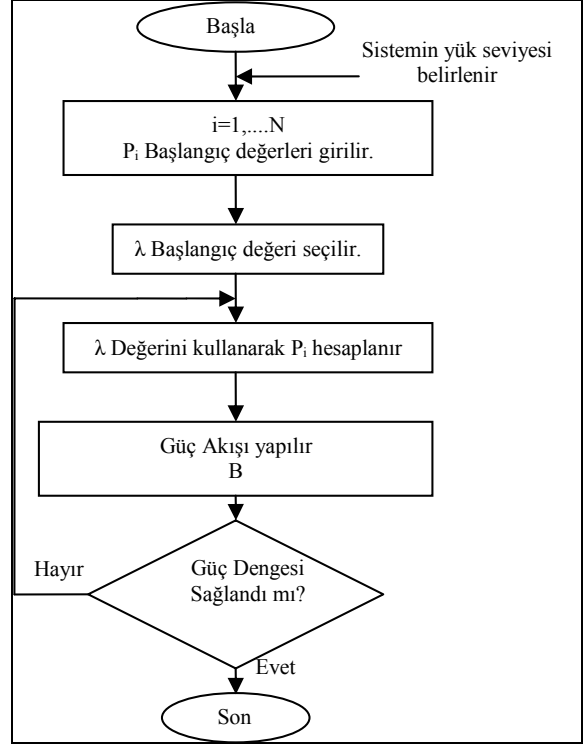 Başla
Sistemin yük seviyesi
belirlenir
i=1,....N
Pᵢ Başlangıç değerleri girilir.
λ Başlangıç değeri seçilir.
λ Değerini kullanarak Pᵢ hesaplanır
Güç Akışı yapılır
B
Hayır
Güç Dengesi
Sağlandı mı?
Evet
Son